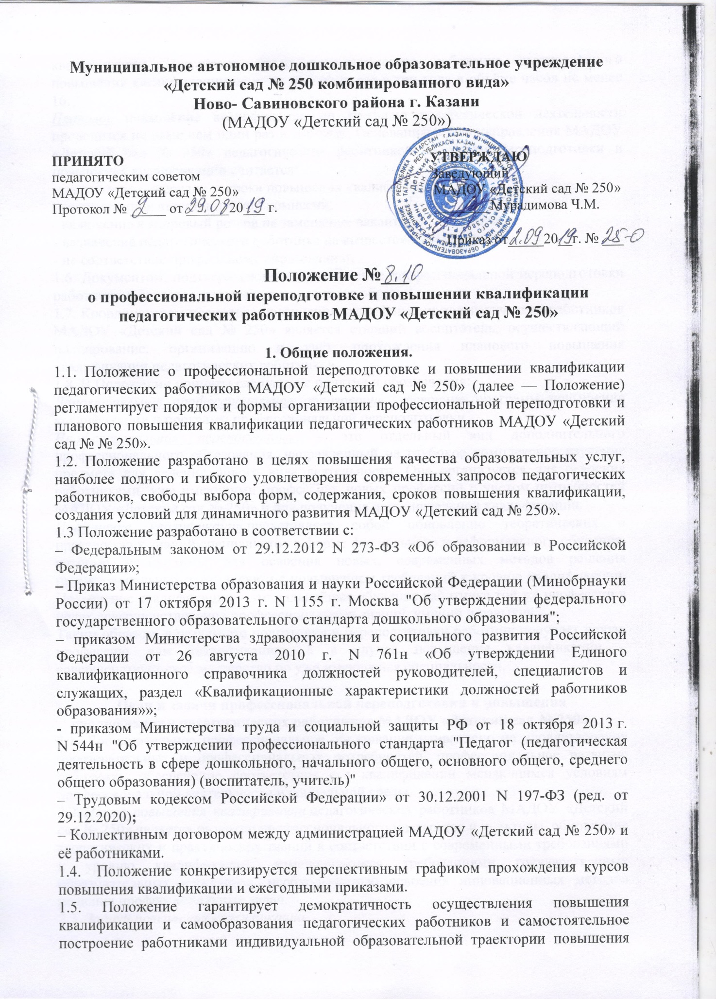 Муниципальное автономное дошкольное образовательное учреждение
«Детский сад № 250 комбинированного вида»
Ново- Савиновского района г. Казани
(МАДОУ «Детский сад № 250»)
ПРИНЯТО
педагогическим советом
МАДОУ «Детский сад № 250»
Протокол № 2 от 29.08 2019 г.
УТВЕРЖДАЮ
Заведующий
МАДОУ «Детский сад № 250»
Мурадимова Ч.М.
Приказ от 2.09 2019 г. № 25-О
Положение № 8.10
о профессиональной переподготовке и повышении квалификации
педагогических работников МАДОУ «Детский сад № 250»
1. Общие положения.
1.1. Положение о профессиональной переподготовке и повышении квалификации
педагогических работников МАДОУ «Детский сад № 250» (далее — Положение)
регламентирует порядок и формы организации профессиональной переподготовки и
планового повышения квалификации педагогических работников МАДОУ «Детский
сад № № 250».
1.2. Положение разработано в целях повышения качества образовательных услуг,
наиболее полного и гибкого удовлетворения современных запросов педагогических
работников, свободы выбора форм, содержания, сроков повышения квалификации,
создания условий для динамичного развития МАДОУ «Детский сад № 250».
1.3 Положение разработано в соответствии с:
– Федеральным законом от 29.12.2012 N 273-ФЗ «Об образовании в Российской
Федерации»;
– Приказ Министерства образования и науки Российской Федерации (Минобрнауки
России) от 17 октября 2013 г. N 1155 г. Москва "Об утверждении федерального
государственного образовательного стандарта дошкольного образования";
– приказом Министерства здравоохранения и социального развития Российской
Федерации от 26 августа 2010 г. N 761н «Об утверждении Единого
квалификационного справочника должностей руководителей, специалистов и
служащих, раздел «Квалификационные характеристики должностей работников
образования»»;
- приказом Министерства труда и социальной защиты РФ от 18 октября 2013 г.
N 544н "Об утверждении профессионального стандарта "Педагог (педагогическая
деятельность в сфере дошкольного, начального общего, основного общего, среднего
общего образования) (воспитатель, учитель)"
– Трудовым кодексом Российской Федерации» от 30.12.2001 N 197-ФЗ (ред. от
29.12.2020);
– Коллективным договором между администрацией МАДОУ «Детский сад № 250» и
её работниками.
1.4. Положение конкретизируется перспективным графиком прохождения курсов
повышения квалификации и ежегодными приказами.
1.5. Положение гарантирует демократичность осуществления повышения
квалификации и самообразования педагогических работников и самостоятельное
построение работниками индивидуальной образовательной траектории повышения